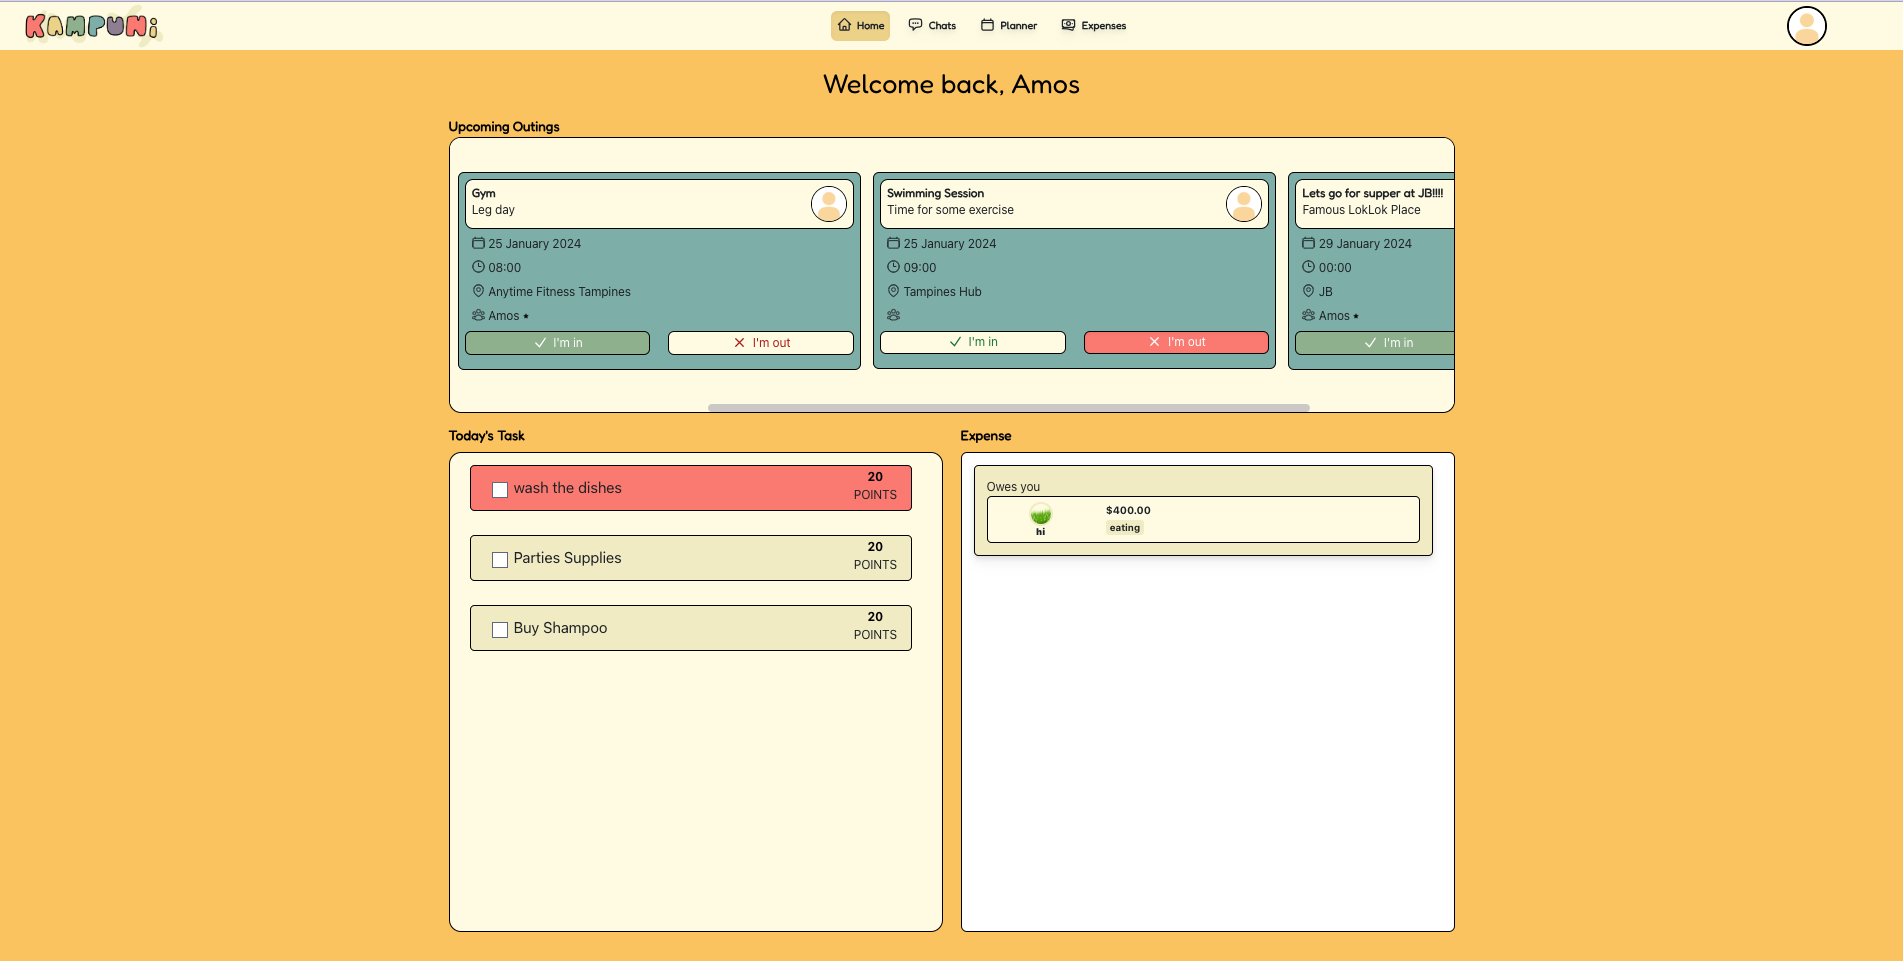 KAMPUNi
Home
Chats
Planner
Expenses
Welcome back, Amos
Upcoming Outings
Gym
Leg day
25 January 2024
08:00
Anytime Fitness Tampines
Amos ★
I'm in
I'm out
Swimming Session
Time for some exercise
25 January 2024
09:00
Tampines Hub
I'm in
I'm out
Lets go for supper at JB!!!!
Famous LokLok Place
29 January 2024
00:00
JB
Amos ★
I'm in
Today's Task
wash the dishes
20
POINTS
Parties Supplies
20
POINTS
Buy Shampoo
20
POINTS
Expense
Owes you
hi
$400.00
eating